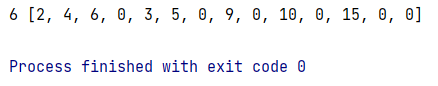 6 [2, 4, 6, 0, 3, 5, 0, 9, 0, 10, 0, 15, 0, 0]
Process finished with exit code 0